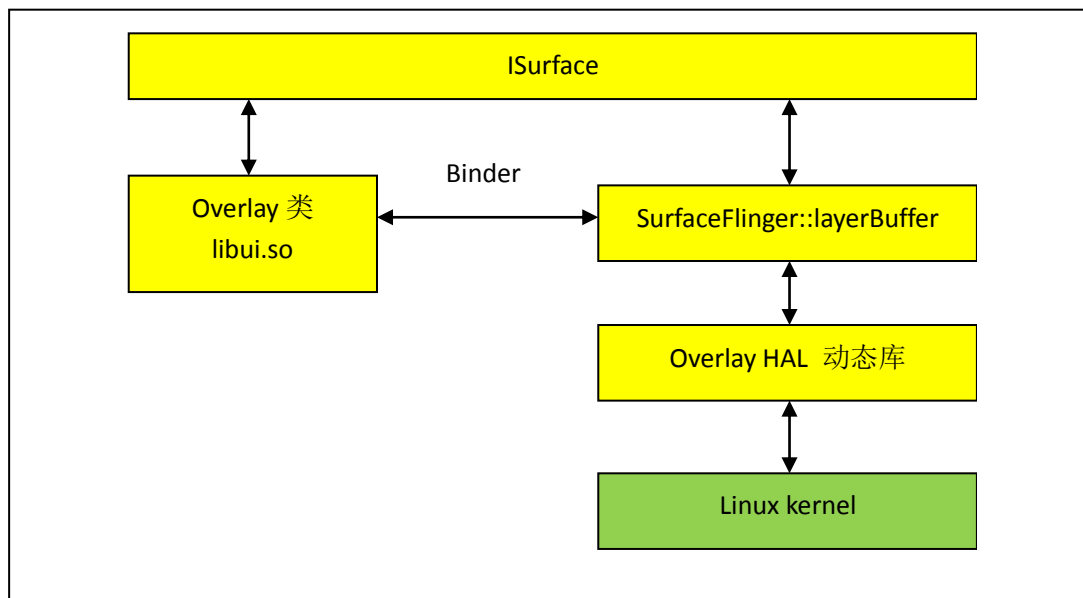 ISurface
Binder
Overlay 类
libui.so
SurfaceFlinger::layerBuffer
Overlay HAL 动态库
Linux kernel